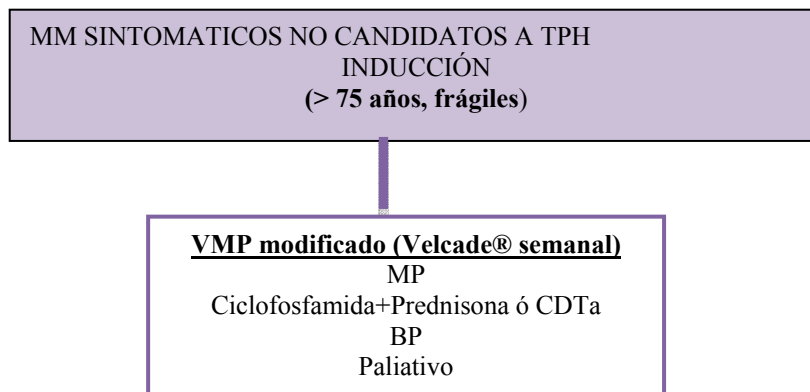 MM SINTOMATICOS NO CANDIDATOS A TPH
INDUCCIÓN
(> 75 años, frágiles)
VMP modificado (Velcade® semanal)
MP
Ciclofosfamida+Prednisona ó CDTa
BP
Paliativo